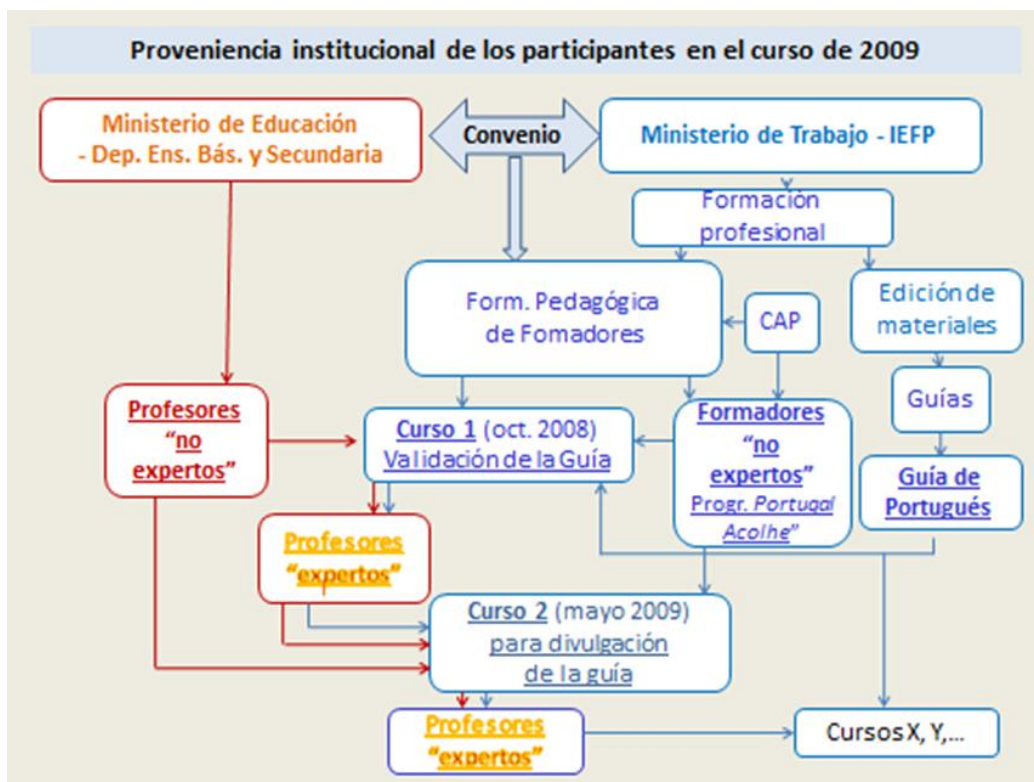 Proveniencia institucional de los participantes en el curso de 2009
Ministerio de Educación
- Dep. Ens. Bás. y Secundaria
Convenio
Ministerio de Trabajo - IEFP
Formación
profesional
Form. Pedagógica
de Fomadores
CAP
Edición de
materiales
Guías
Profesores
“no
expertos”
Curso 1 (oct. 2008)
Validación de la Guía
Formadores
“no
expertos”
Progr. Portugal
Acolhe”
Guía de
Portugués
Profesores
“expertos”
Curso 2 (mayo 2009)
para divulgación
de la guía
Profesores
“expertos”
Cursos X, Y,...